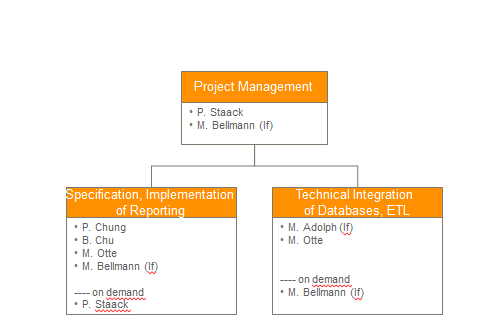 Project Management
• P. Staack
• M. Bellmann (lf)
Specification, Implementation
of Reporting
• P. Chung
• B. Chu
• M. Otte
• M. Bellmann (lf)
---- on demand
• P. Staack
Technical Integration
of Databases, ETL
• M. Adolph (lf)
• M. Otte
---- on demand
• M. Bellmann (lf)